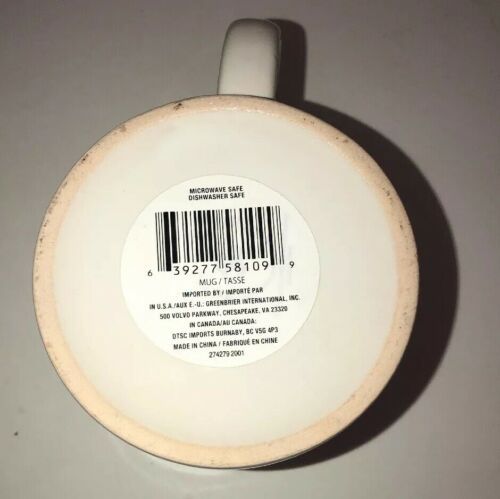 MICROWAVE SAFE
DISHWASHER SAFE
6 39277 58109 9
MUG / TASSE
IMPORTED BY / IMPORTÉ PAR
IN U.S.A./AUX E.-U.: GREENBRIER INTERNATIONAL, INC.
500 VOLVO PARKWAY, CHESAPEAKE, VA 23320
IN CANADA/AU CANADA:
DTSC IMPORTS BURNABY, BC V5G 4P3
MADE IN CHINA / FABRIQUÉ EN CHINE
274279 2001